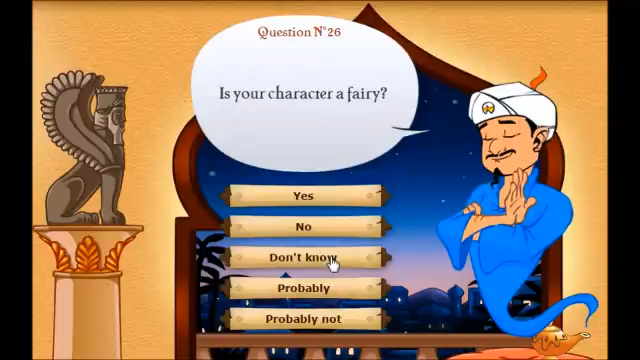 Question N°26
Is your character a fairy?
Yes
No
Don't know
Probably
Probably not